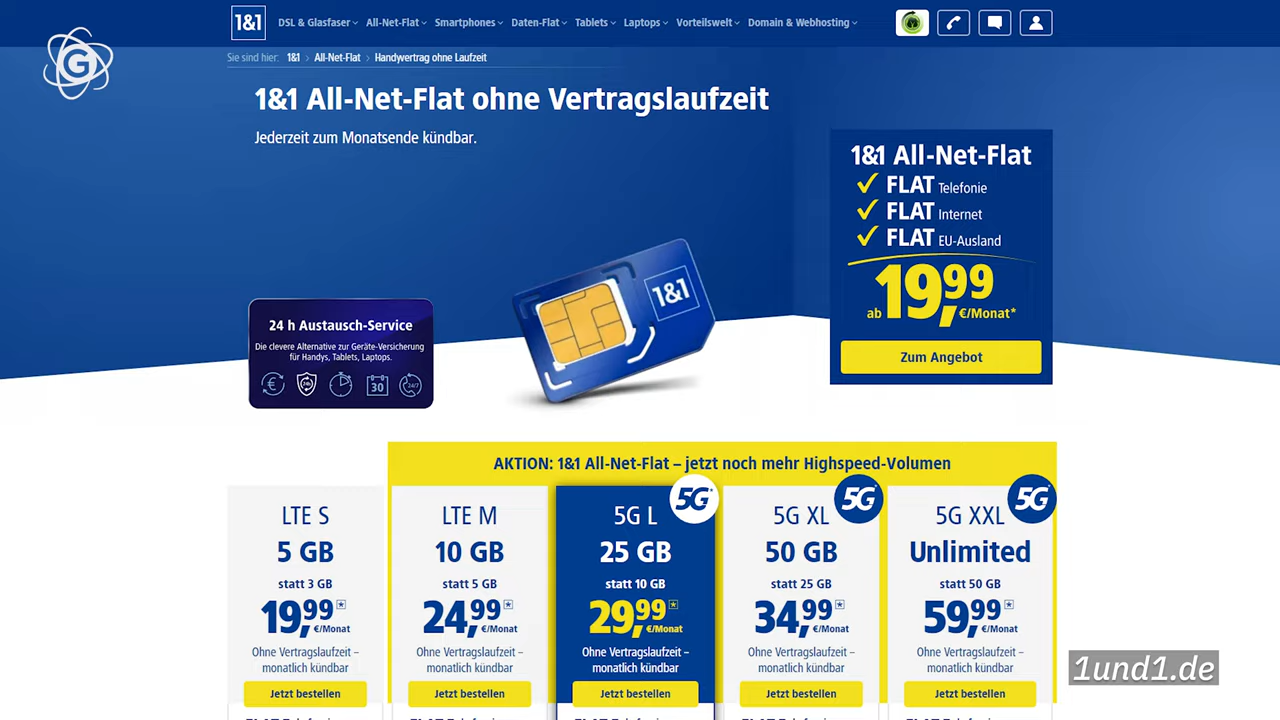 1&1
DSL & Glasfaser All-Net-Flat Smartphones Daten-Flat Tablets Laptops Vorteilswelt Domain & Webhosting
G
Sie sind hier: 1&1 All-Net-Flat Handwertrag ohne Laufzeit
1&1 All-Net-Flat ohne Vertragslaufzeit
Jederzeit zum Monatsende kündbar.
1&1 All-Net-Flat
FLAT Telefonie
FLAT Internet
FLAT EU-Ausland
ab 19,99 €/Monat*
Zum Angebot
24 h Austausch-Service
Die clevere Alternative zur Geräte-Versicherung
für Handys, Tablets, Laptops.
30
24/7
1&1
AKTION: 1&1 All-Net-Flat – jetzt noch mehr Highspeed-Volumen
LTE S
5 GB
statt 3 GB
19,99 €/Monat
Ohne Vertragslaufzeit –
monatlich kündbar
Jetzt bestellen
LTE M
10 GB
statt 5 GB
24,99 €/Monat
Ohne Vertragslaufzeit –
monatlich kündbar
Jetzt bestellen
5G
5G L
25 GB
statt 10 GB
29,99 €/Monat
Ohne Vertragslaufzeit –
monatlich kündbar
Jetzt bestellen
5G
5G XL
50 GB
statt 25 GB
34,99 €/Monat
Ohne Vertragslaufzeit –
monatlich kündbar
Jetzt bestellen
5G
5G XXL
Unlimited
statt 50 GB
59,99 €/Monat
Ohne Vertragslaufzeit –
monatlich kündbar
Jetzt bestellen
1und1.de